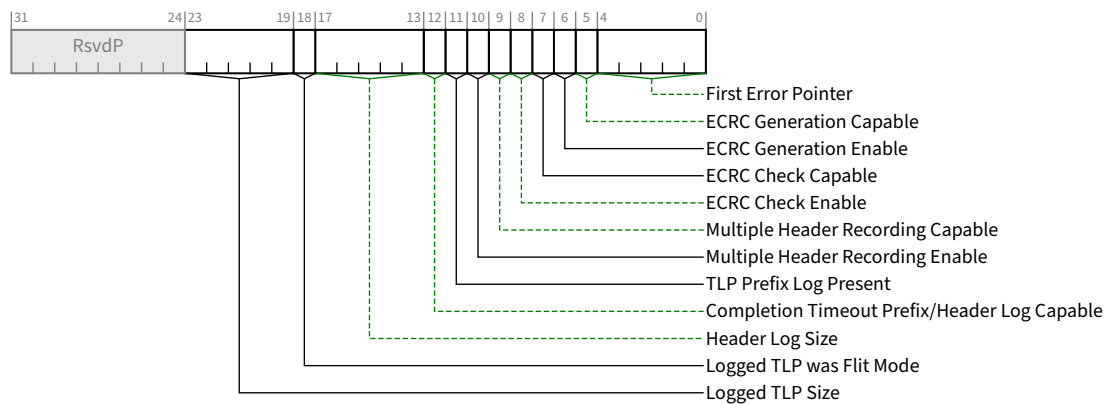 31 24 23 19 18 17 13 12 11 10 9 8 7 6 5 4 0
RsvdP
First Error Pointer
ECRC Generation Capable
ECRC Generation Enable
ECRC Check Capable
ECRC Check Enable
Multiple Header Recording Capable
Multiple Header Recording Enable
TLP Prefix Log Present
Completion Timeout Prefix/Header Log Capable
Header Log Size
Logged TLP was Flit Mode
Logged TLP Size